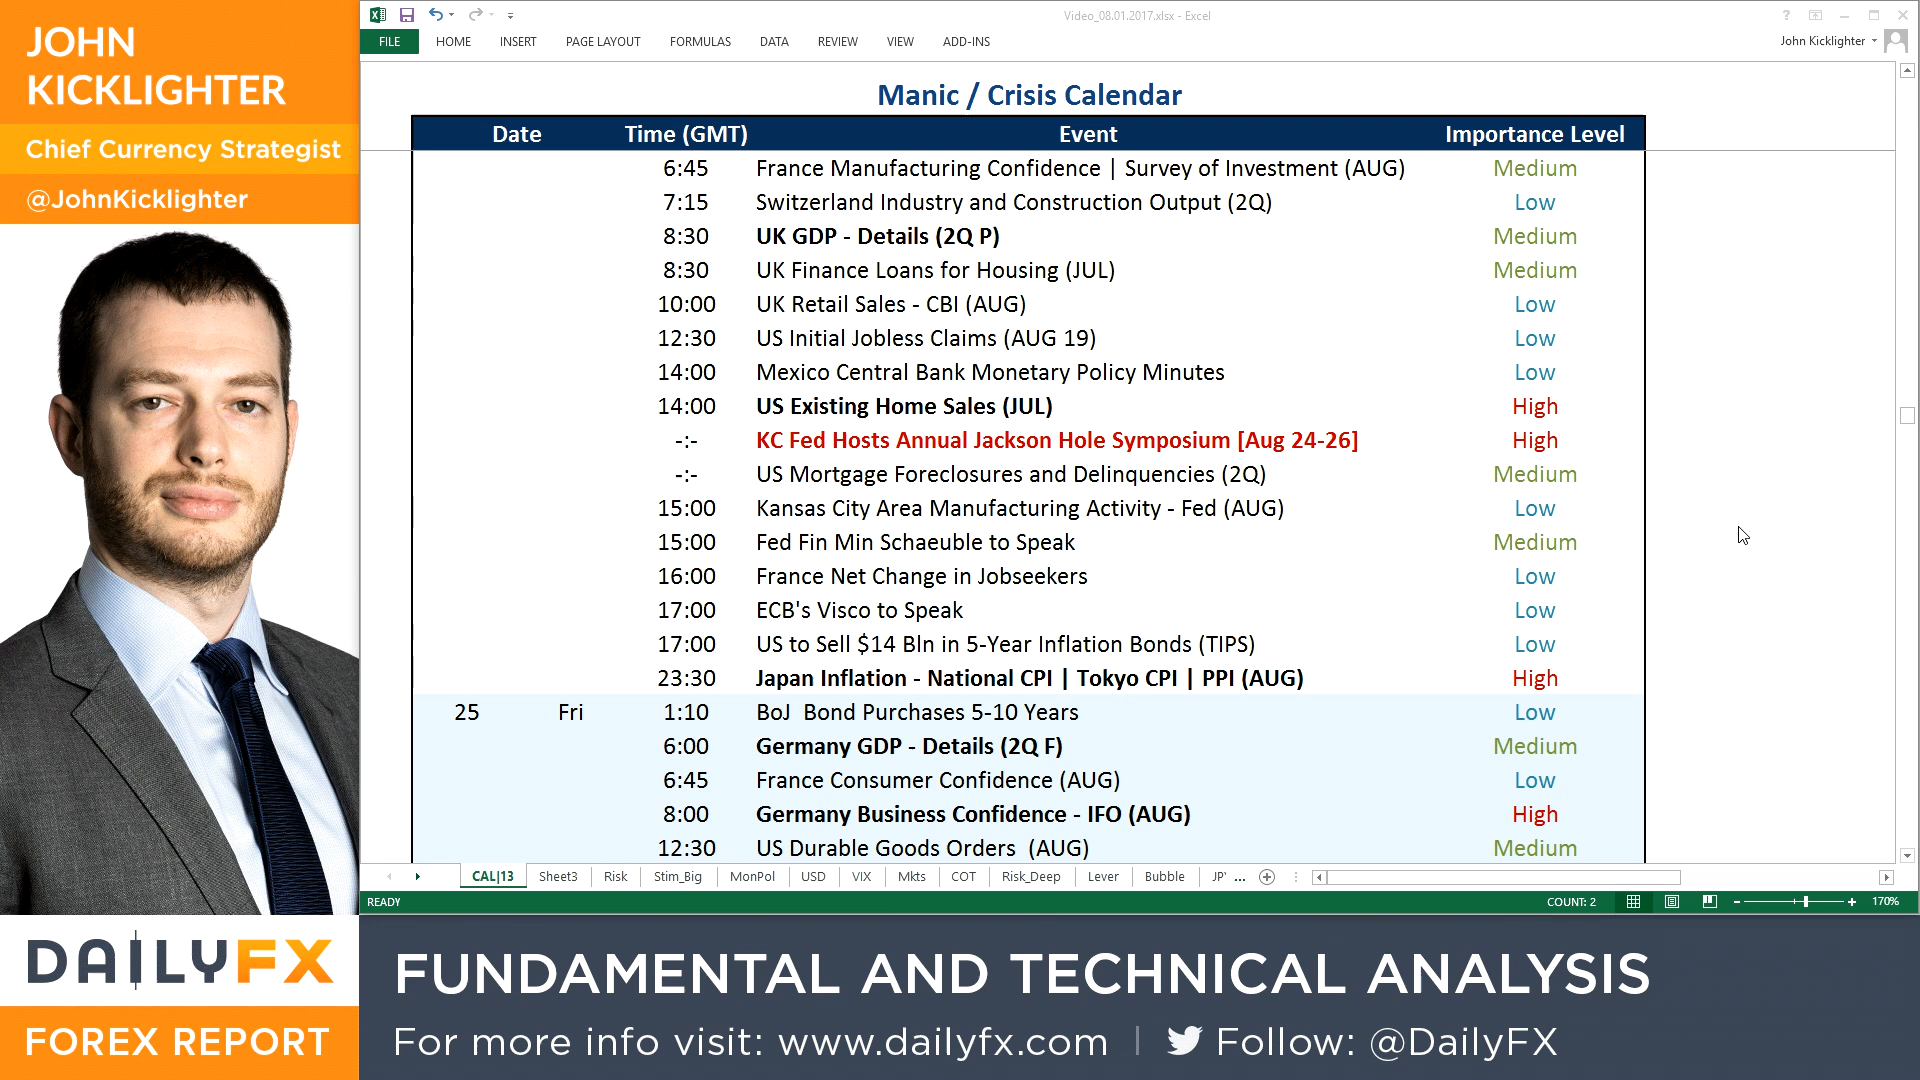 JOHN
KICKLIGHTER
Chief Currency Strategist
@JohnKicklighter
Video_08.01.2017.xlsx - Excel
FILE HOME INSERT PAGE LAYOUT FORMULAS DATA REVIEW VIEW ADD-INS John Kicklighter
Manic / Crisis Calendar
Date Time (GMT) Event Importance Level
6:45 France Manufacturing Confidence | Survey of Investment (AUG) Medium
7:15 Switzerland Industry and Construction Output (2Q) Low
8:30 UK GDP - Details (2Q P) Medium
8:30 UK Finance Loans for Housing (JUL) Medium
10:00 UK Retail Sales - CBI (AUG) Low
12:30 US Initial Jobless Claims (AUG 19) Low
14:00 Mexico Central Bank Monetary Policy Minutes Low
14:00 US Existing Home Sales (JUL) High
-:- KC Fed Hosts Annual Jackson Hole Symposium [Aug 24-26] High
-:- US Mortgage Foreclosures and Delinquencies (2Q) Medium
15:00 Kansas City Area Manufacturing Activity - Fed (AUG) Low
15:00 Fed Fin Min Schaeuble to Speak Medium
16:00 France Net Change in Jobseekers Low
17:00 ECB's Visco to Speak Low
17:00 US to Sell $14 Bln in 5-Year Inflation Bonds (TIPS) Low
23:30 Japan Inflation - National CPI | Tokyo CPI | PPI (AUG) High
25 Fri 1:10 BoJ  Bond Purchases 5-10 Years Low
6:00 Germany GDP - Details (2Q F) Medium
6:45 France Consumer Confidence (AUG) Low
8:00 Germany Business Confidence - IFO (AUG) High
12:30 US Durable Goods Orders  (AUG) Medium
CAL|13 Sheet3 Risk Stim_Big MonPol USD VIX Mkts COT Risk_Deep Lever Bubble JP' ...
READY COUNT: 2 170%
DAILYFX
FOREX REPORT
FUNDAMENTAL AND TECHNICAL ANALYSIS
For more info visit: www.dailyfx.com | Follow: @DailyFX